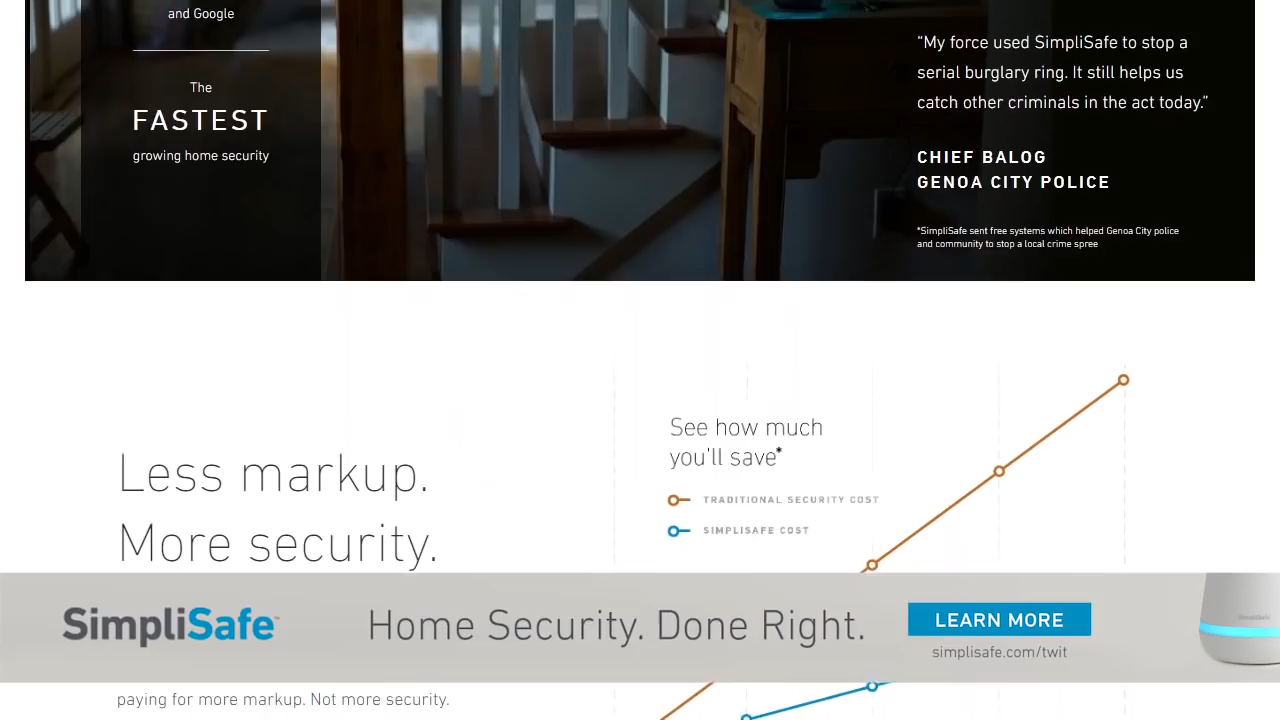 and Google
The
FASTEST
growing home security
“My force used SimpliSafe to stop a
serial burglary ring. It still helps us
catch other criminals in the act today.”
CHIEF BALOG
GENOA CITY POLICE
*SimpliSafe sent free systems which helped Genoa City police
and community to stop a local crime spree
Less markup.
More security.
See how much
you'll save*
TRADITIONAL SECURITY COST
SIMPLISAFE COST
SimpliSafe™
Home Security. Done Right.
LEARN MORE
simplisafe.com/twit
SimpliSafe
paying for more markup. Not more security.